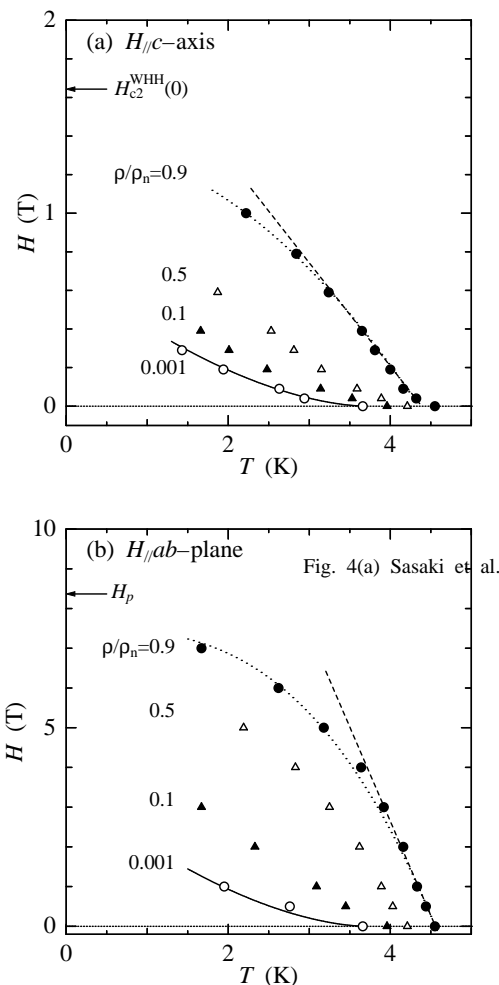 (a) H//c–axis
2
H_c2^WHH(0)
ρ/ρn=0.9
1
0.5
0.1
0.001
0
H (T)
0 2 4
T (K)
10
(b) H//ab–plane
Fig. 4(a) Sasaki et al.
Hp
ρ/ρn=0.9
5
0.5
0.1
0.001
0
H (T)
0 2 4
T (K)